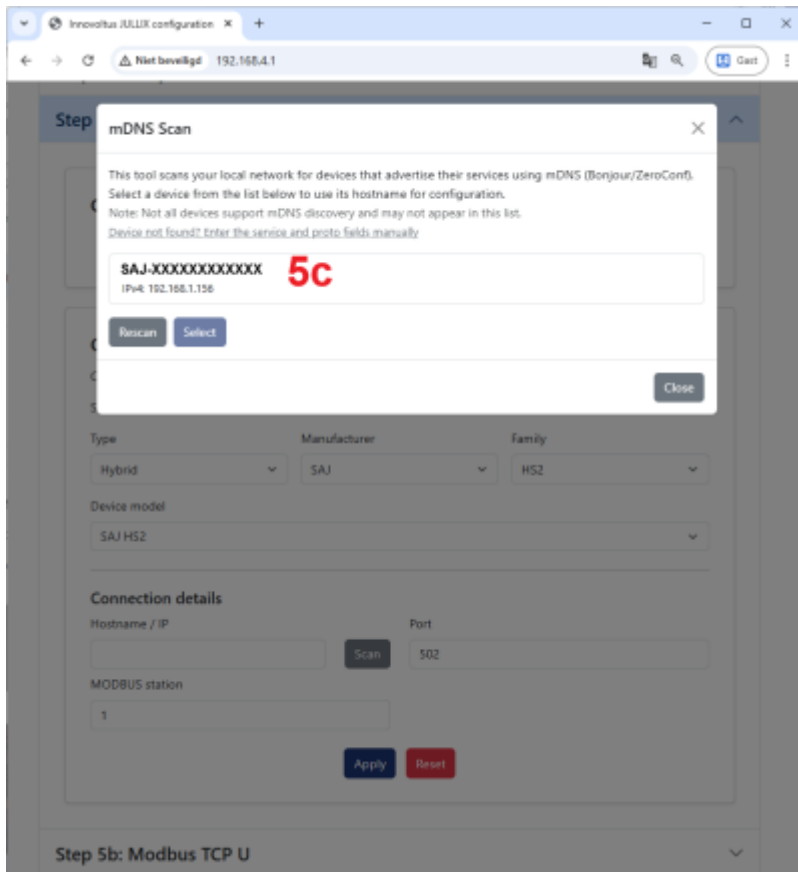 Innovoltus JULLIX configuration
Niet beveiligd 192.168.4.1 Gast
Step
mDNS Scan
This tool scans your local network for devices that advertise their services using mDNS (Bonjour/ZeroConf).
Select a device from the list below to use its hostname for configuration.
Note: Not all devices support mDNS discovery and may not appear in this list.
Device not found? Enter the service and proto fields manually
SAJ-XXXXXXXXXXXX 5c
IPv4: 192.168.1.156
Rescan Select
Close
Type Manufacturer Family
Hybrid SAJ HS2
Device model
SAJ HS2
Connection details
Hostname / IP Port
Scan 502
MODBUS station
1
Apply Reset
Step 5b: Modbus TCP U